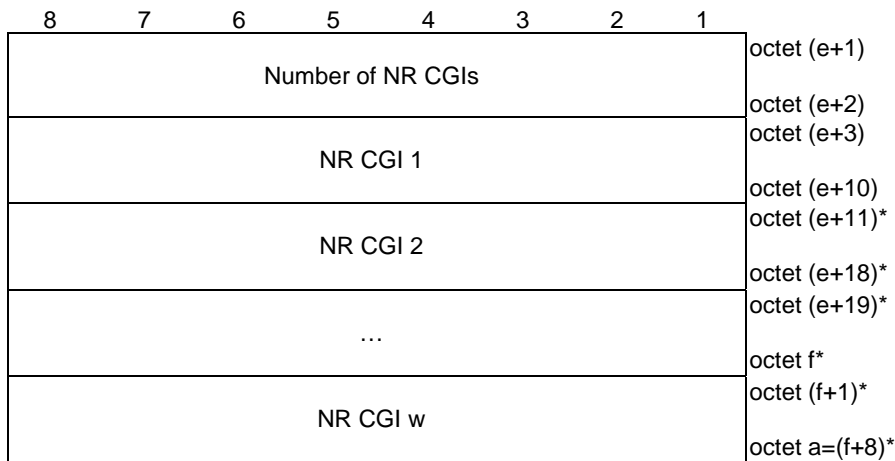 8 7 6 5 4 3 2 1
octet (e+1)
Number of NR CGIs
octet (e+2)
octet (e+3)
NR CGI 1
octet (e+10)
octet (e+11)*
NR CGI 2
octet (e+18)*
octet (e+19)*
…
octet f*
octet (f+1)*
NR CGI w
octet a=(f+8)*